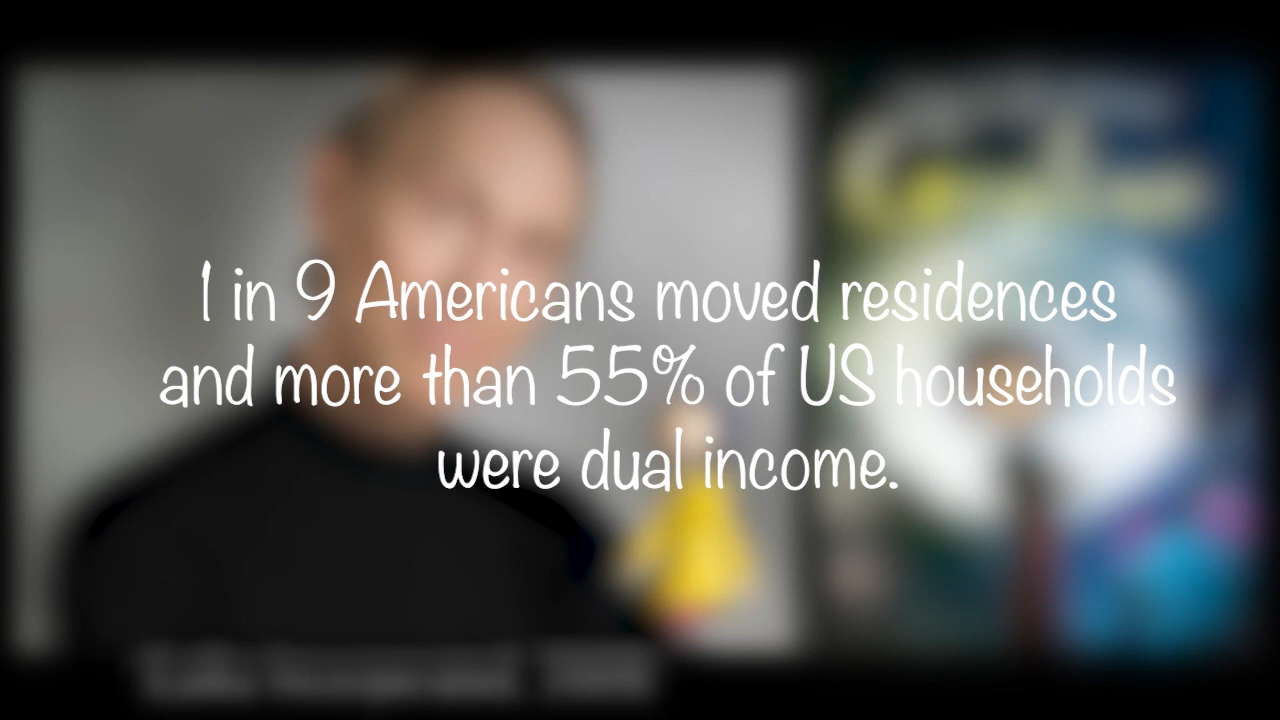 1 in 9 Americans moved residences
and more than 55% of US households
were dual income.